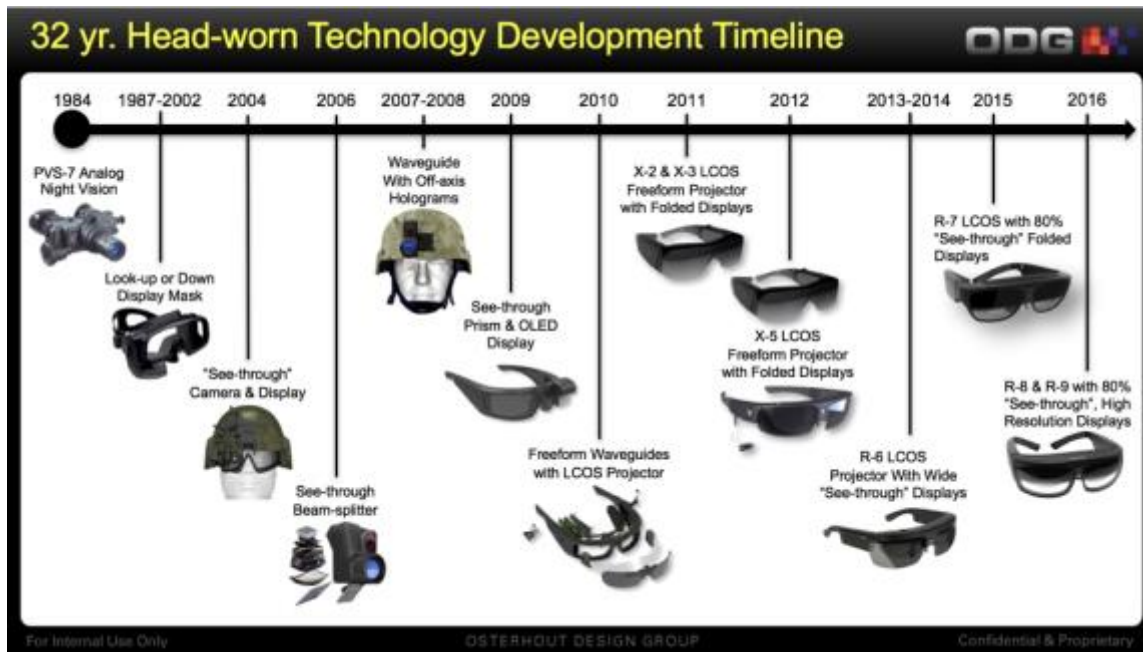 32 yr. Head-worn Technology Development Timeline
ODG
1984
1987-2002
2004
2006
2007-2008
2009
2010
2011
2012
2013-2014
2015
2016
PVS-7 Analog
Night Vision
Look-up or Down
Display Mask
"See-through"
Camera & Display
See-through
Beam-splitter
Waveguide
With Off-axis
Holograms
See-through
Prism & OLED
Display
Freeform Waveguides
with LCOS Projector
X-2 & X-3 LCOS
Freeform Projector
with Folded Displays
X-5 LCOS
Freeform Projector
with Folded Displays
R-6 LCOS
Projector With Wide
"See-through" Displays
R-7 LCOS with 80%
"See-through" Folded
Displays
R-8 & R-9 with 80%
"See-through", High
Resolution Displays
For Internal Use Only
OSTERHOUT DESIGN GROUP
Confidential & Proprietary